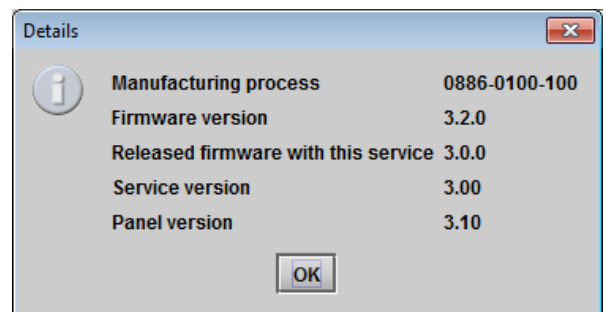 Details
Manufacturing process 0886-0100-100
Firmware version 3.2.0
Released firmware with this service 3.0.0
Service version 3.00
Panel version 3.10
OK